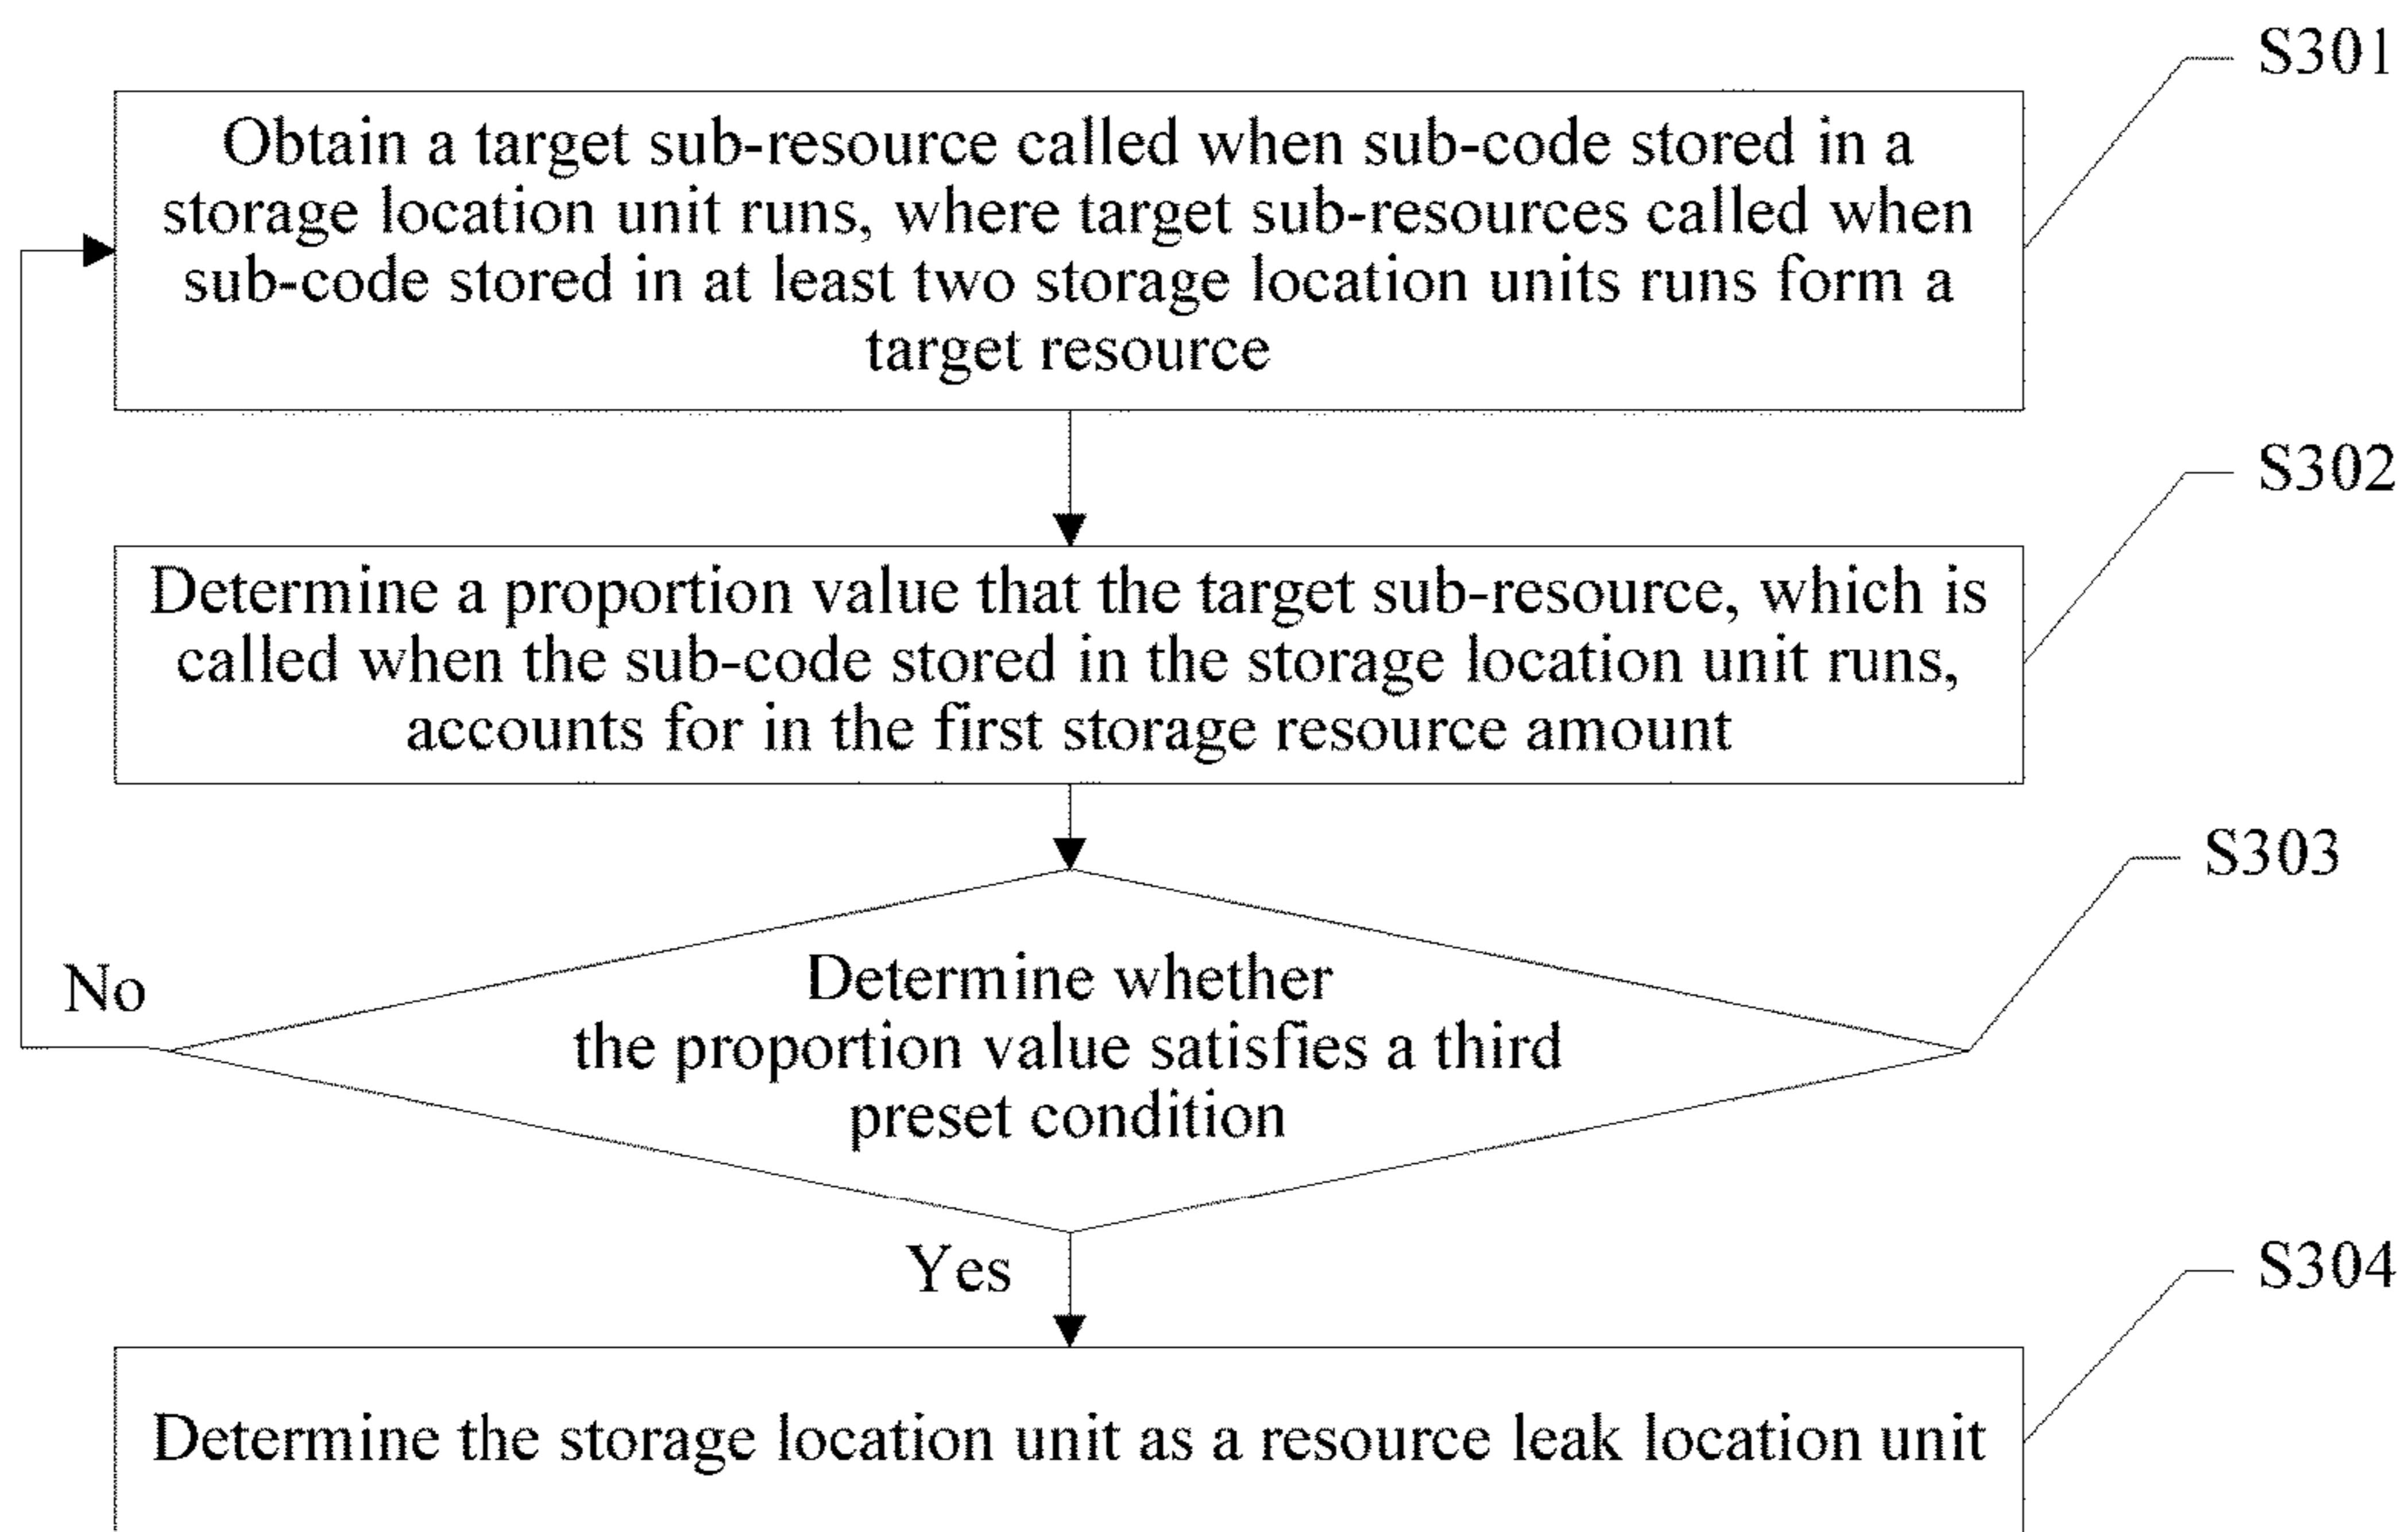 S301
Obtain a target sub-resource called when sub-code stored in a
storage location unit runs, where target sub-resources called when
sub-code stored in at least two storage location units runs form a
target resource
S302
Determine a proportion value that the target sub-resource, which is
called when the sub-code stored in the storage location unit runs,
accounts for in the first storage resource amount
S303
No
Determine whether
the proportion value satisfies a third
preset condition
Yes
S304
Determine the storage location unit as a resource leak location unit